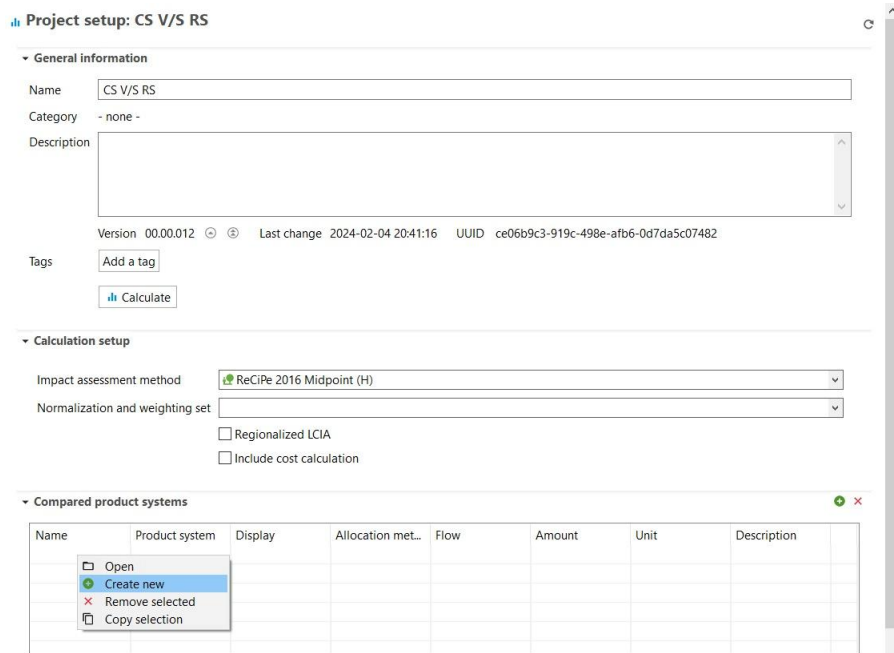 Project setup: CS V/S RS
General information
Name CS V/S RS
Category - none -
Description
Version 00.00.012 Last change 2024-02-04 20:41:16 UUID ce06b9c3-919c-498e-afb6-0d7da5c07482
Tags Add a tag
Calculate
Calculation setup
Impact assessment method ReCiPe 2016 Midpoint (H)
Normalization and weighting set
Regionalized LCIA
Include cost calculation
Compared product systems
Name Product system Display Allocation met... Flow Amount Unit Description
Open
Create new
Remove selected
Copy selection